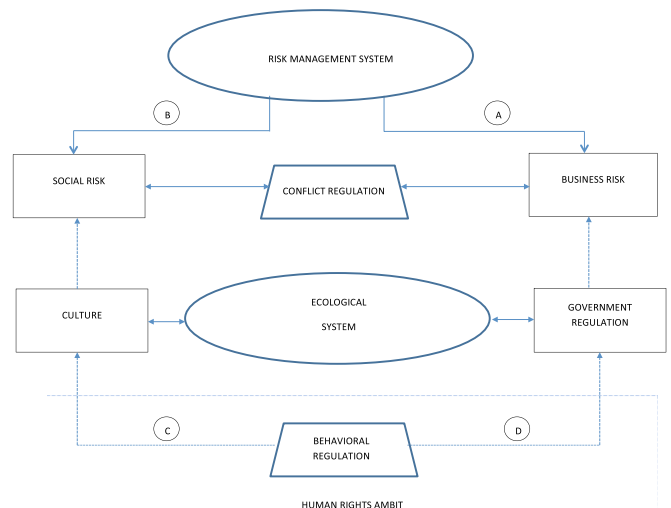 RISK MANAGEMENT SYSTEM
B
A
SOCIAL RISK
CONFLICT REGULATION
BUSINESS RISK
CULTURE
ECOLOGICAL
SYSTEM
GOVERNMENT
REGULATION
C
D
BEHAVIORAL
REGULATION
HUMAN RIGHTS AMBIT